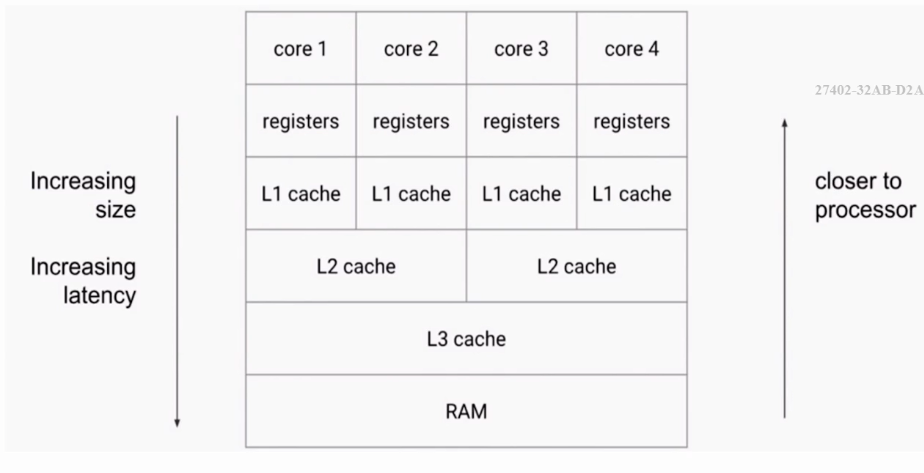 core 1
core 2
core 3
core 4
27402-32AB-D2A
registers
registers
registers
registers
Increasing
size
L1 cache
L1 cache
L1 cache
L1 cache
closer to
processor
Increasing
latency
L2 cache
L2 cache
L3 cache
RAM